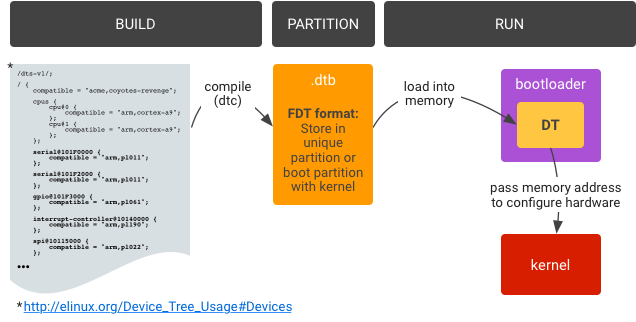 BUILD
PARTITION
RUN
*
/dts-v1/;
/ {
compatible = "acme,coyotes-revenge";
cpus {
cpu@0 {
compatible = "arm,cortex-a9";
};
cpu@1 {
compatible = "arm,cortex-a9";
};
};
serial@101F0000 {
compatible = "arm,pl011";
};
serial@101F2000 {
compatible = "arm,pl011";
};
gpio@101F3000 {
compatible = "arm,pl061";
};
interrupt-controller@10140000 {
compatible = "arm,pl190";
};
spi@10115000 {
compatible = "arm,pl022";
};
•••
compile
(dtc)
.dtb
FDT format:
Store in
unique
partition or
boot partition
with kernel
load into
memory
bootloader
DT
pass memory address
to configure hardware
kernel
*http://elinux.org/Device_Tree_Usage#Devices